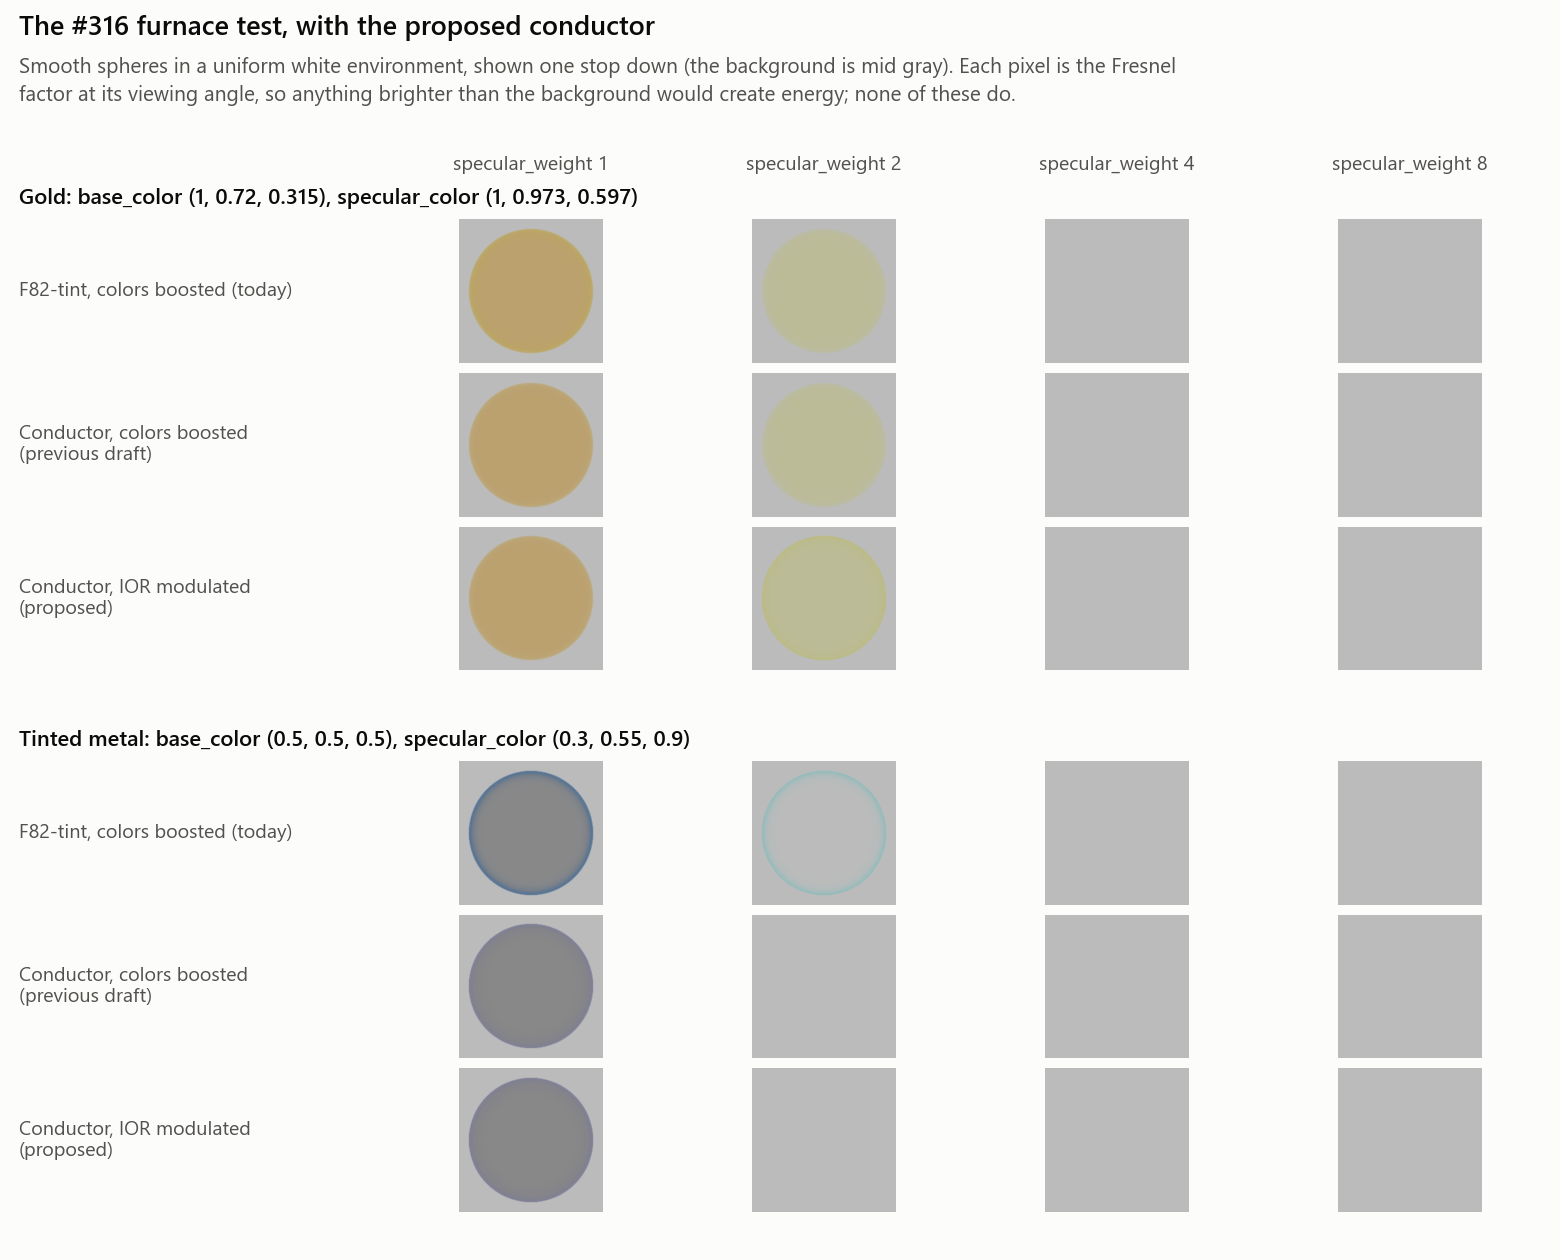 The #316 furnace test, with the proposed conductor
Smooth spheres in a uniform white environment, shown one stop down (the background is mid gray). Each pixel is the Fresnel
factor at its viewing angle, so anything brighter than the background would create energy; none of these do.
specular_weight 1
specular_weight 2
specular_weight 4
specular_weight 8
Gold: base_color (1, 0.72, 0.315), specular_color (1, 0.973, 0.597)
F82-tint, colors boosted (today)
Conductor, colors boosted
(previous draft)
Conductor, IOR modulated
(proposed)
Tinted metal: base_color (0.5, 0.5, 0.5), specular_color (0.3, 0.55, 0.9)
F82-tint, colors boosted (today)
Conductor, colors boosted
(previous draft)
Conductor, IOR modulated
(proposed)